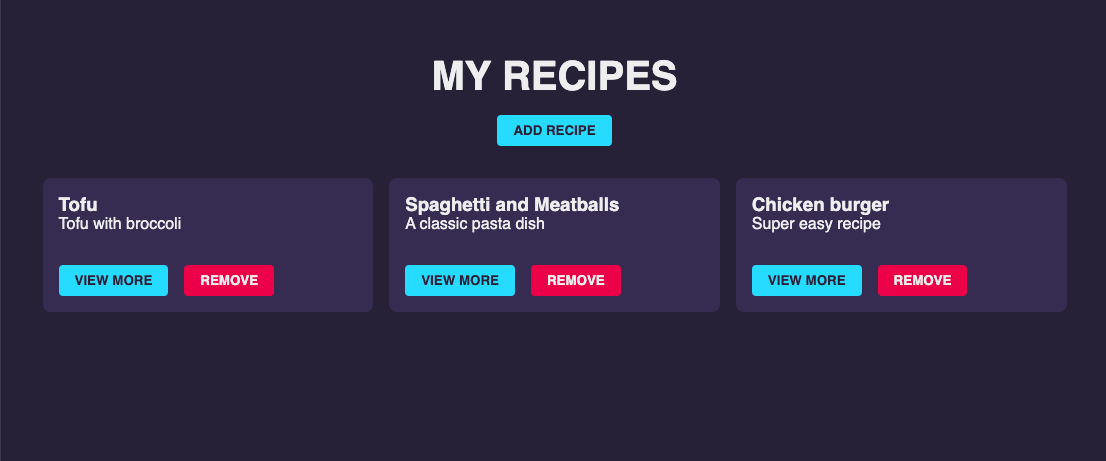 MY RECIPES
ADD RECIPE
Tofu
Tofu with broccoli
VIEW MORE REMOVE
Spaghetti and Meatballs
A classic pasta dish
VIEW MORE REMOVE
Chicken burger
Super easy recipe
VIEW MORE REMOVE